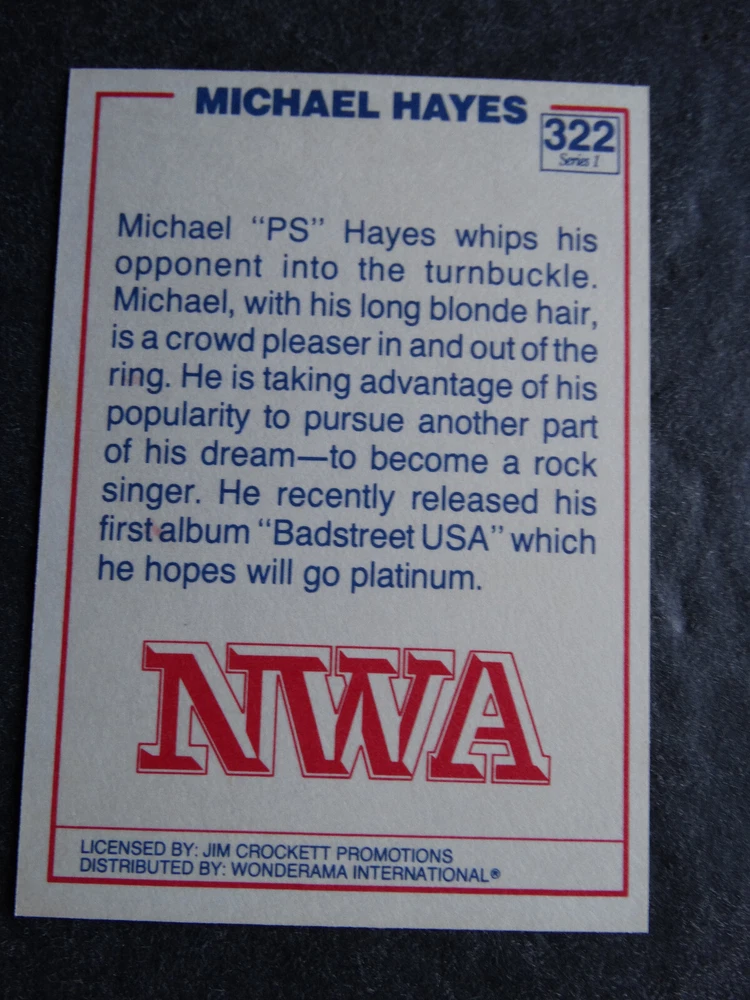 MICHAEL HAYES
322
Series 1
Michael “PS” Hayes whips his
opponent into the turnbuckle.
Michael, with his long blonde hair,
is a crowd pleaser in and out of the
ring. He is taking advantage of his
popularity to pursue another part
of his dream—to become a rock
singer. He recently released his
first album “Badstreet USA” which
he hopes will go platinum.
NWA
LICENSED BY: JIM CROCKETT PROMOTIONS
DISTRIBUTED BY: WONDERAMA INTERNATIONAL®